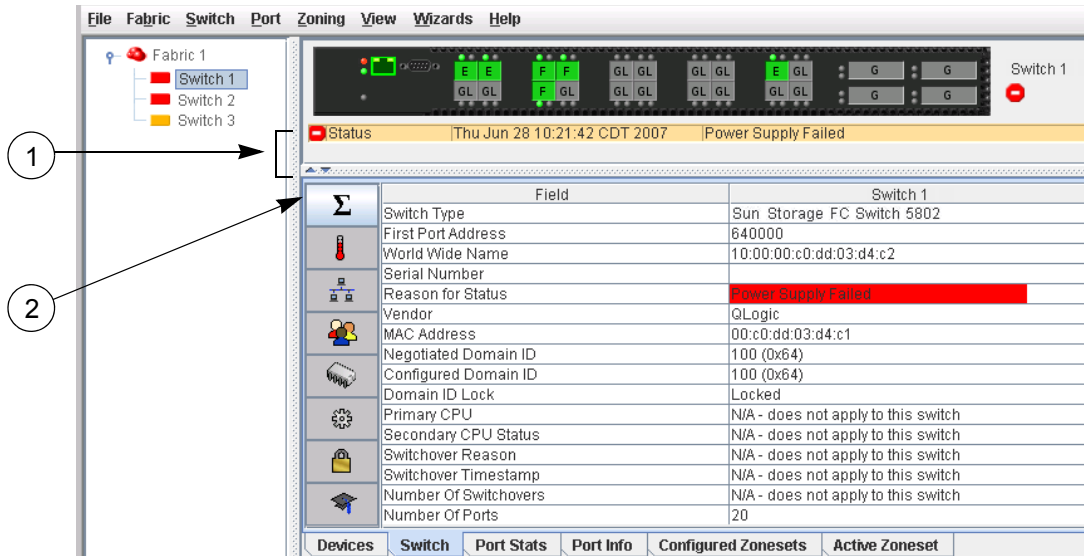 File Fabric Switch Port Zoning View Wizards Help
Fabric 1
Switch 1
Switch 2
Switch 3
E E F F GL GL GL GL E GL G G
GL GL F GL GL GL GL GL GL GL G G
Switch 1
Status Thu Jun 28 10:21:42 CDT 2007 Power Supply Failed
1
2
Σ
Field Switch 1
Switch Type Sun Storage FC Switch 5802
First Port Address 640000
World Wide Name 10:00:00:c0:dd:03:d4:c2
Serial Number
Reason for Status Power Supply Failed
Vendor QLogic
MAC Address 00:c0:dd:03:d4:c1
Negotiated Domain ID 100 (0x64)
Configured Domain ID 100 (0x64)
Domain ID Lock Locked
Primary CPU N/A - does not apply to this switch
Secondary CPU Status N/A - does not apply to this switch
Switchover Reason N/A - does not apply to this switch
Switchover Timestamp N/A - does not apply to this switch
Number Of Switchovers N/A - does not apply to this switch
Number Of Ports 20
Devices Switch Port Stats Port Info Configured Zonesets Active Zoneset